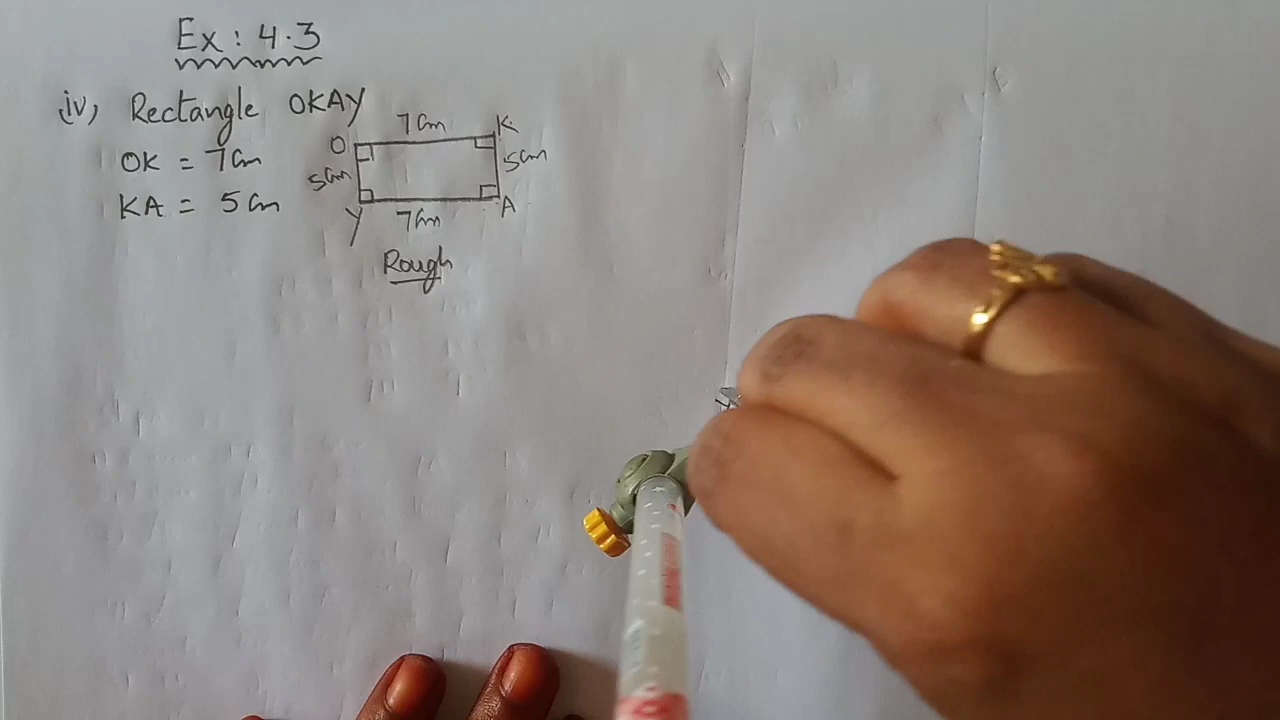 Ex: 4.3
iv) Rectangle OKAY
OK = 7cm
KA = 5cm
7cm
O K
5cm 5cm
Y A
7cm
Rough